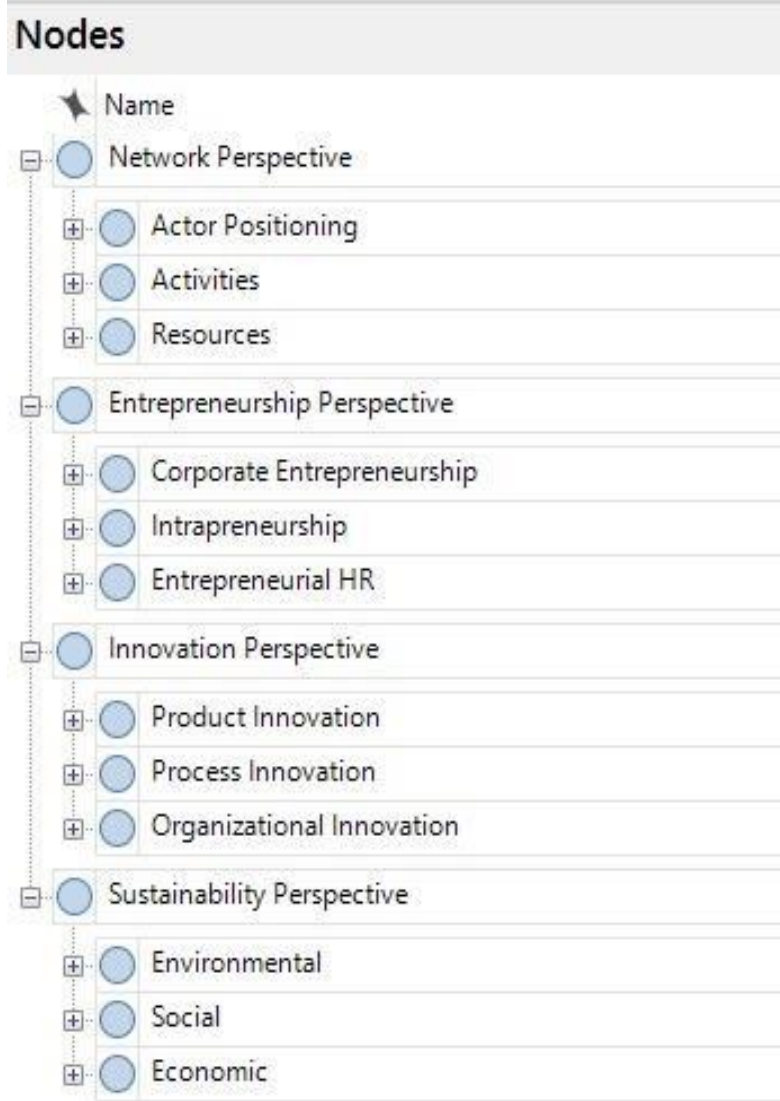 Nodes
Name
Network Perspective
Actor Positioning
Activities
Resources
Entrepreneurship Perspective
Corporate Entrepreneurship
Intrapreneurship
Entrepreneurial HR
Innovation Perspective
Product Innovation
Process Innovation
Organizational Innovation
Sustainability Perspective
Environmental
Social
Economic